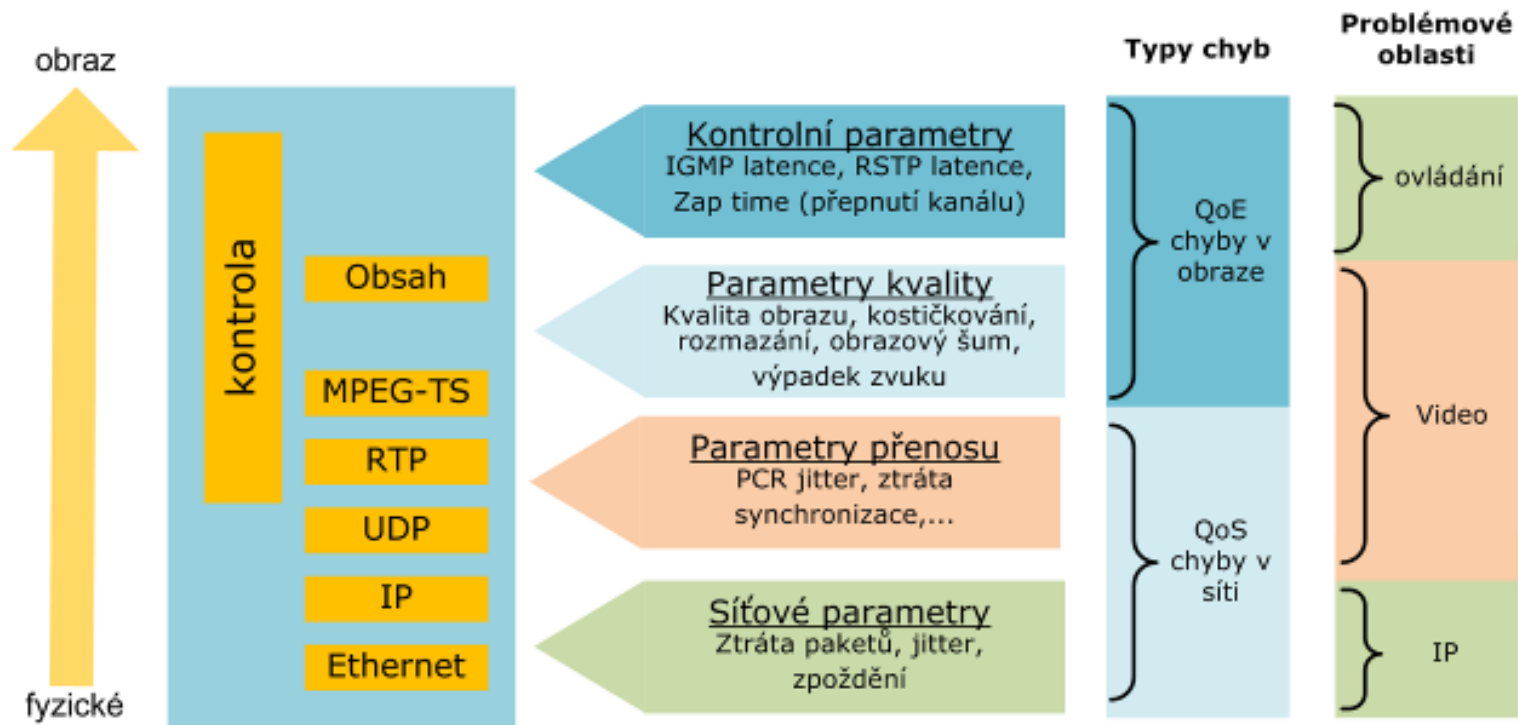 obraz
fyzické
kontrola
Obsah
MPEG-TS
RTP
UDP
IP
Ethernet
Kontrolní parametry
IGMP latence, RSTP latence,
Zap time (přepnutí kanálu)
Parametry kvality
Kvalita obrazu, kostičkování,
rozmazání, obrazový šum,
výpadek zvuku
Parametry přenosu
PCR jitter, ztráta
synchronizace,...
Síťové parametry
Ztráta paketů, jitter,
zpoždění
Typy chyb
QoE
chyby v
obraze
QoS
chyby v
síti
Problémové
oblasti
ovládání
Video
IP